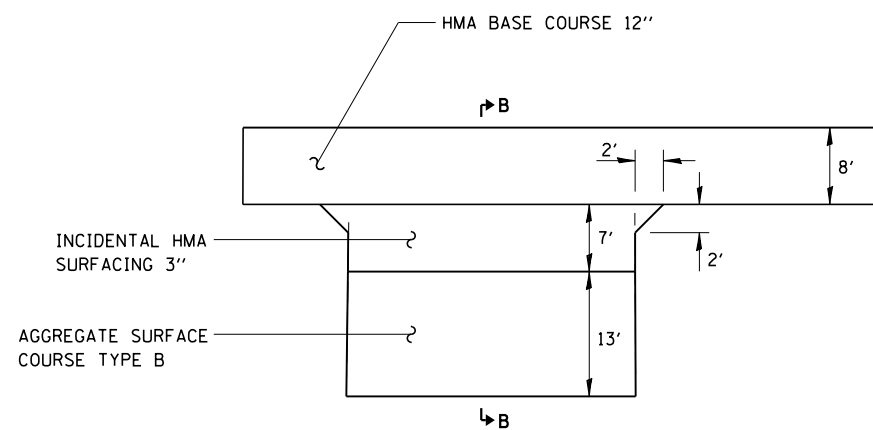 HMA BASE COURSE 12''
B
2'
8'
INCIDENTAL HMA
SURFACING 3''
7'
2'
AGGREGATE SURFACE
COURSE TYPE B
13'
B